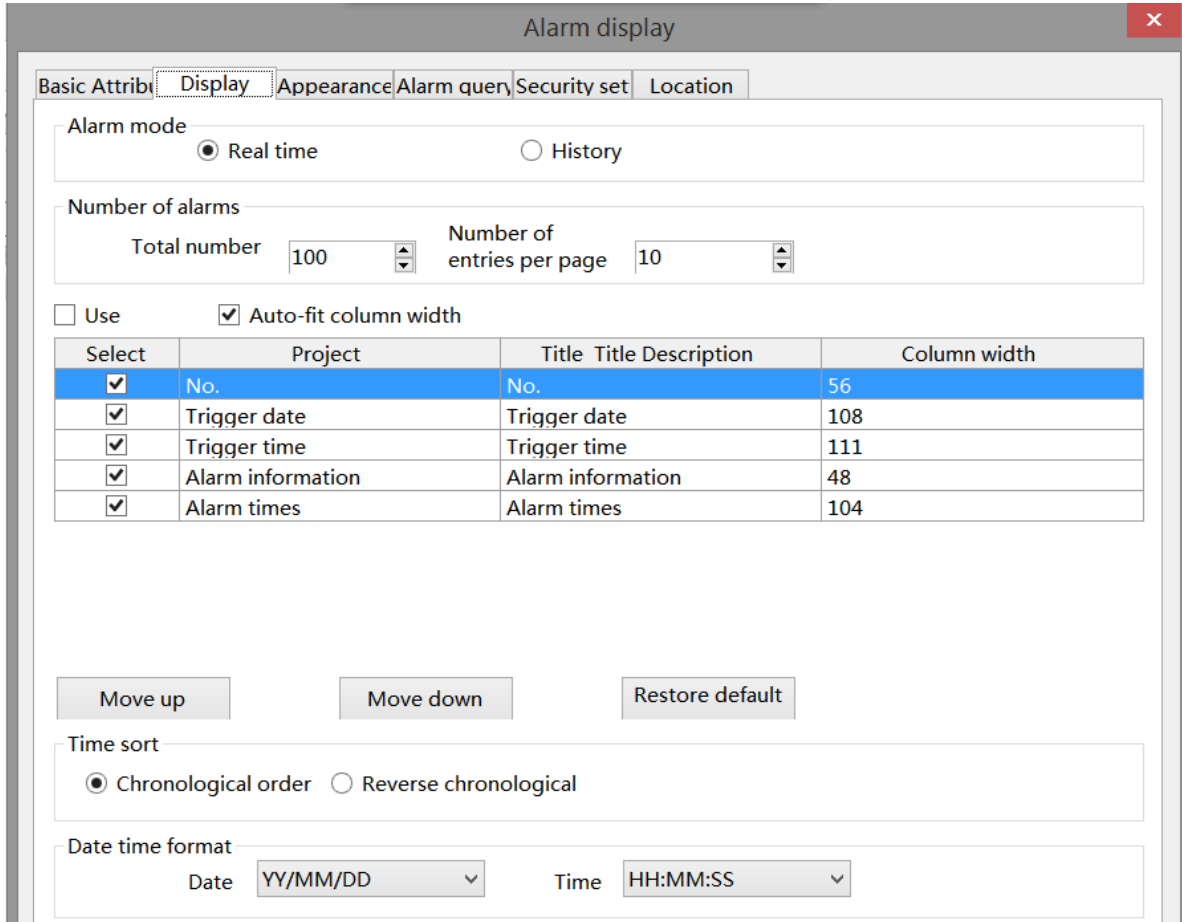 Alarm display
Basic Attribu Display Appearance Alarm query Security set Location
Alarm mode
Real time History
Number of alarms
Total number 100 Number of entries per page 10
Use Auto-fit column width
Select Project Title Title Description Column width
No. No. 56
Trigger date Trigger date 108
Trigger time Trigger time 111
Alarm information Alarm information 48
Alarm times Alarm times 104
Move up Move down Restore default
Time sort
Chronological order Reverse chronological
Date time format
Date YY/MM/DD Time HH:MM:SS